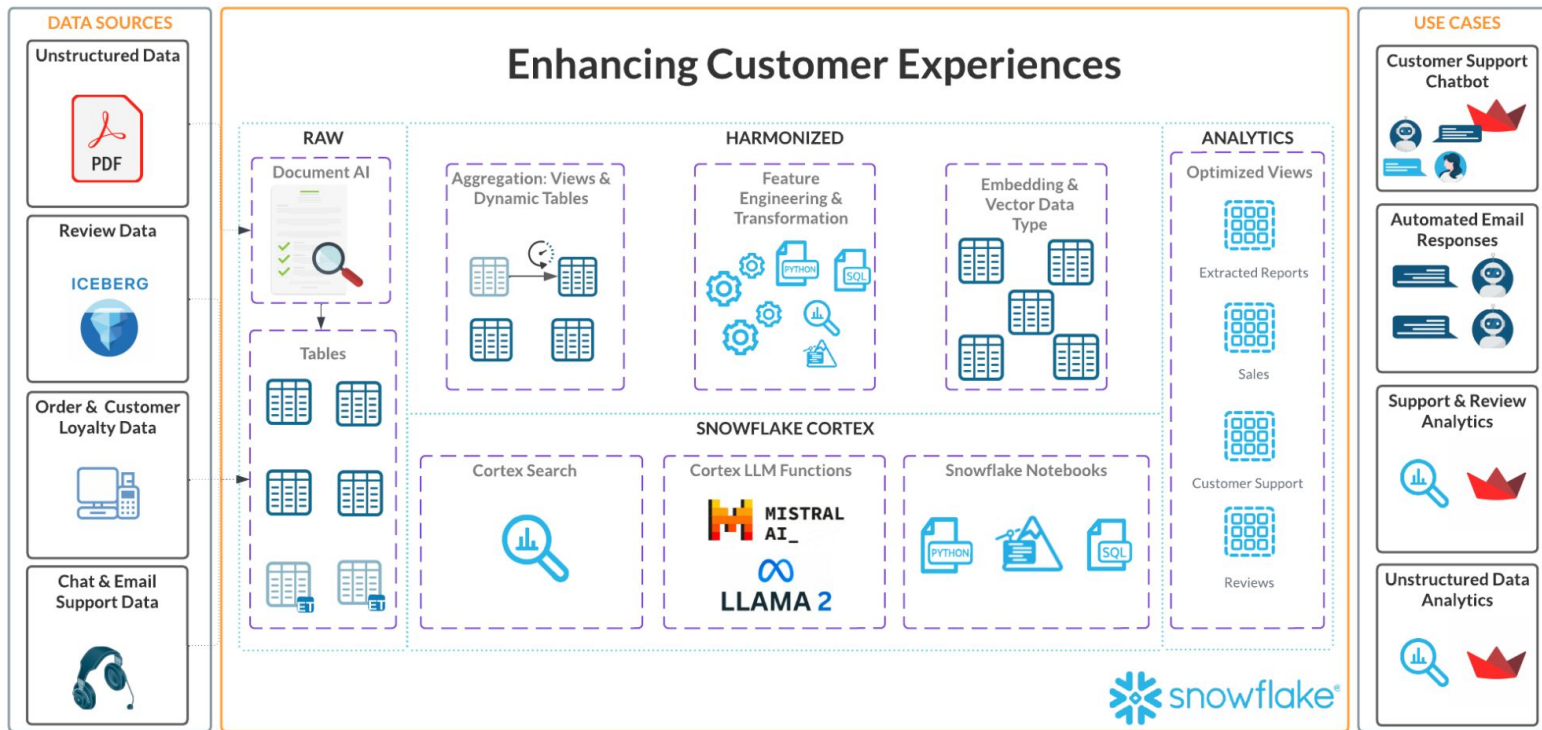 DATA SOURCES
Unstructured Data
PDF
Review Data
ICEBERG
Order & Customer
Loyalty Data
Chat & Email
Support Data
Enhancing Customer Experiences
RAW
Document AI
Tables
ET
ET
HARMONIZED
Aggregation: Views &
Dynamic Tables
Feature
Engineering &
Transformation
PYTHON
SQL
Embedding &
Vector Data
Type
SNOWFLAKE CORTEX
Cortex Search
Cortex LLM Functions
MISTRAL
AI_
LLAMA 2
Snowflake Notebooks
PYTHON
SQL
ANALYTICS
Optimized Views
Extracted Reports
Sales
Customer Support
Reviews
snowflake®
USE CASES
Customer Support
Chatbot
Automated Email
Responses
Support & Review
Analytics
Unstructured Data
Analytics